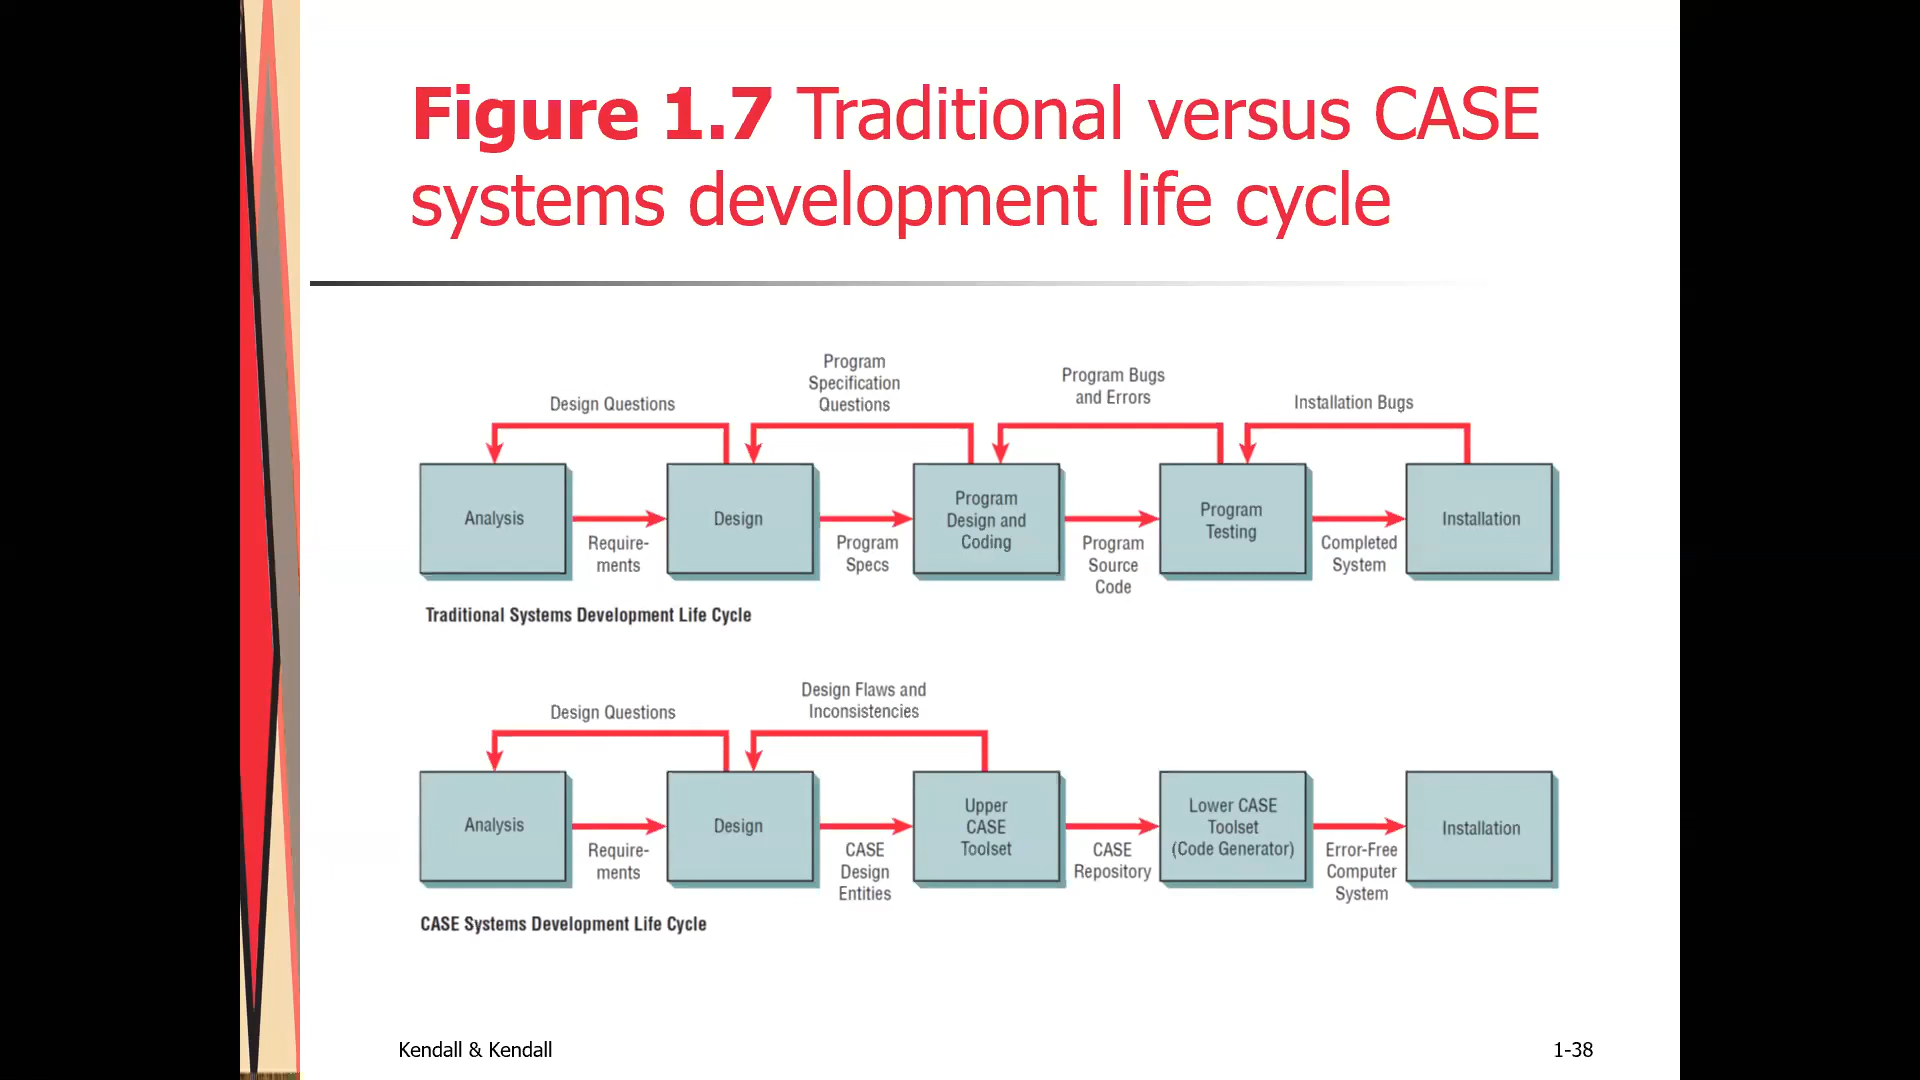 Figure 1.7 Traditional versus CASE
systems development life cycle
Design Questions
Program
Specification
Questions
Program Bugs
and Errors
Installation Bugs
Analysis
Require-
ments
Design
Program
Specs
Program
Design and
Coding
Program
Source
Code
Program
Testing
Completed
System
Installation
Traditional Systems Development Life Cycle
Design Questions
Design Flaws and
Inconsistencies
Analysis
Require-
ments
Design
CASE
Design
Entities
Upper
CASE
Toolset
CASE
Repository
Lower CASE
Toolset
(Code Generator)
Error-Free
Computer
System
Installation
CASE Systems Development Life Cycle
Kendall & Kendall
1-38